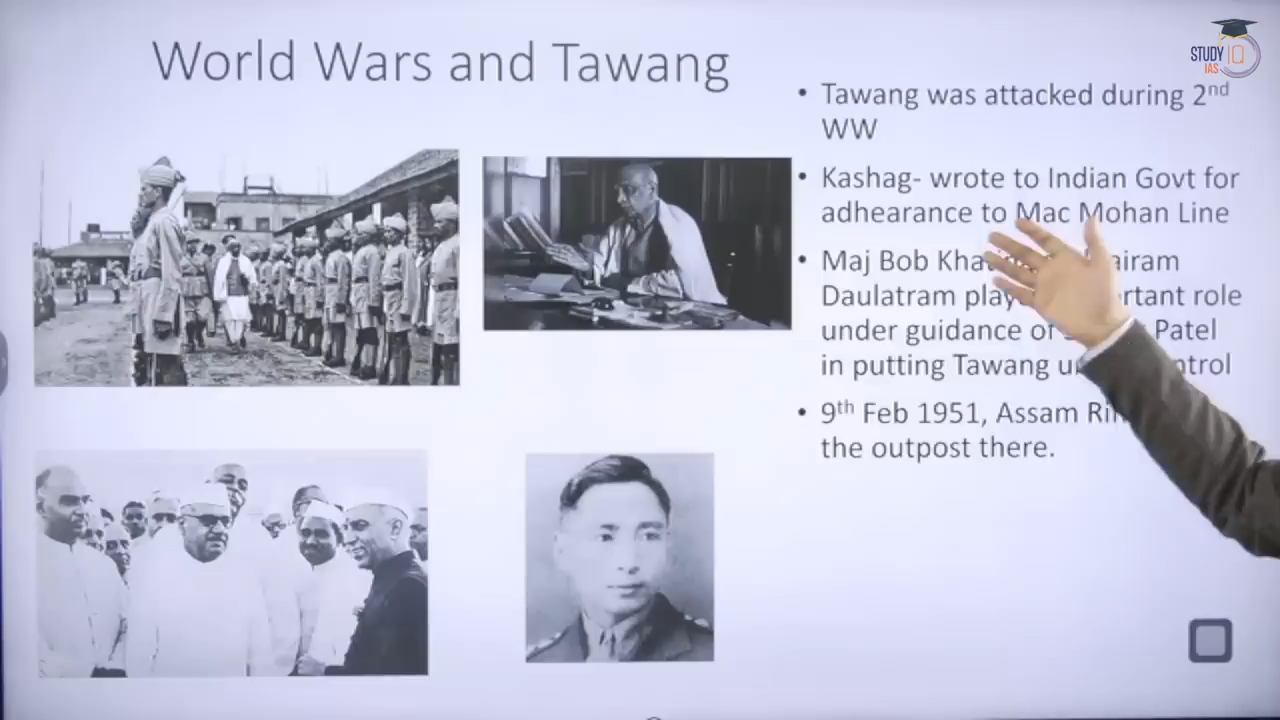 World Wars and Tawang
STUDY IQ
IAS
• Tawang was attacked during 2nd
WW
• Kashag- wrote to Indian Govt for
adhearance to Mac Mohan Line
• Maj Bob
Daulatram
under guidance of Patel
in putting Tawang
• 9th Feb 1951, Assam
the outpost there.